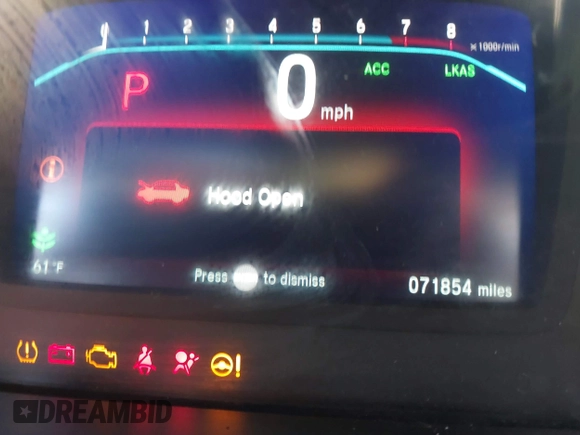 0 1 2 3 4 5 6 7 8 x1000r/min
ACC LKAS
P 0 mph
Hood Open
61°F
Press to dismiss
071854 miles
DREAMBID